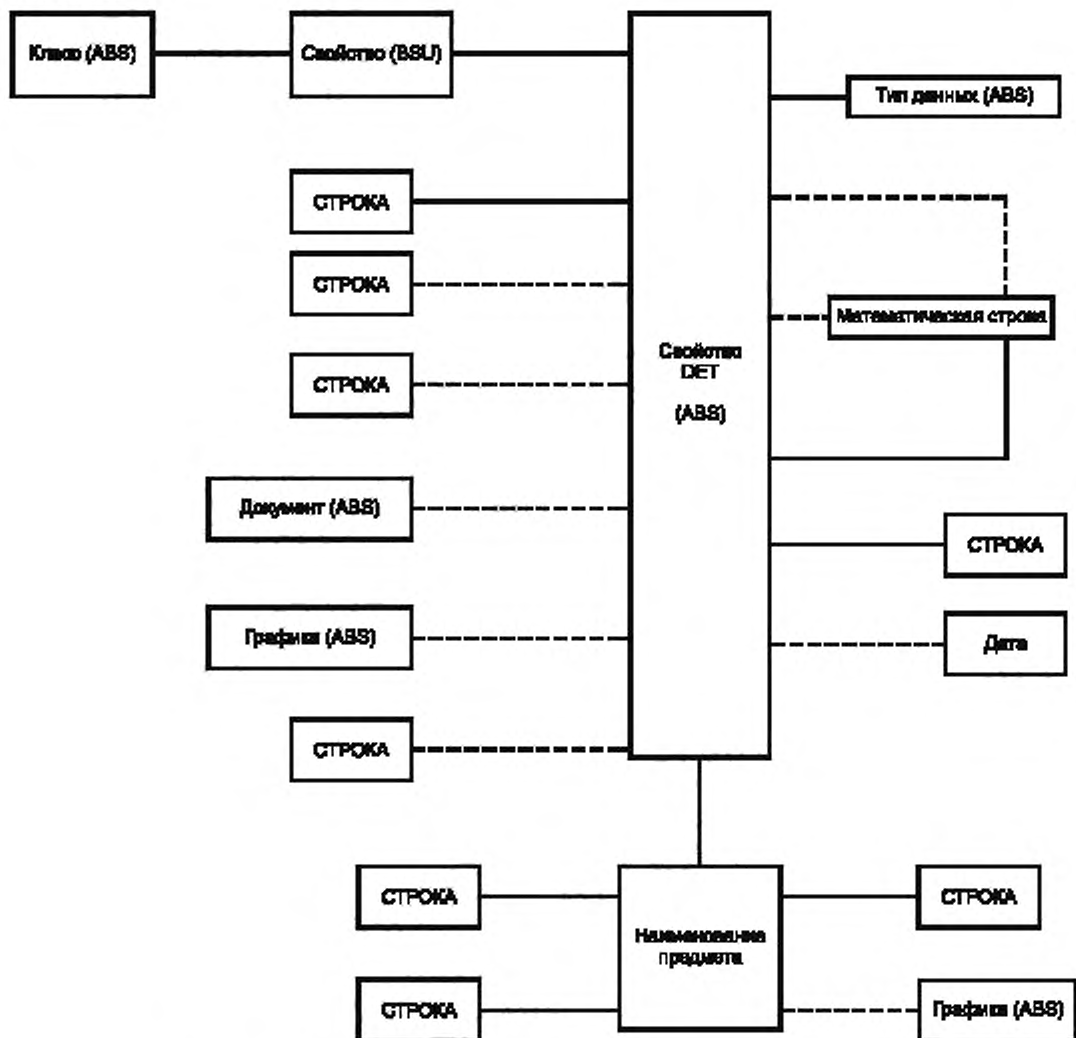 Класс (ABS)
Свойство (BSU)
Тип данных (ABS)
СТРОКА
СТРОКА
Математическая строка
Свойство
DET
(ABS)
СТРОКА
Документ (ABS)
СТРОКА
Графика (ABS)
Дата
СТРОКА
СТРОКА
СТРОКА
Наименование
предмета
СТРОКА
Графика (ABS)